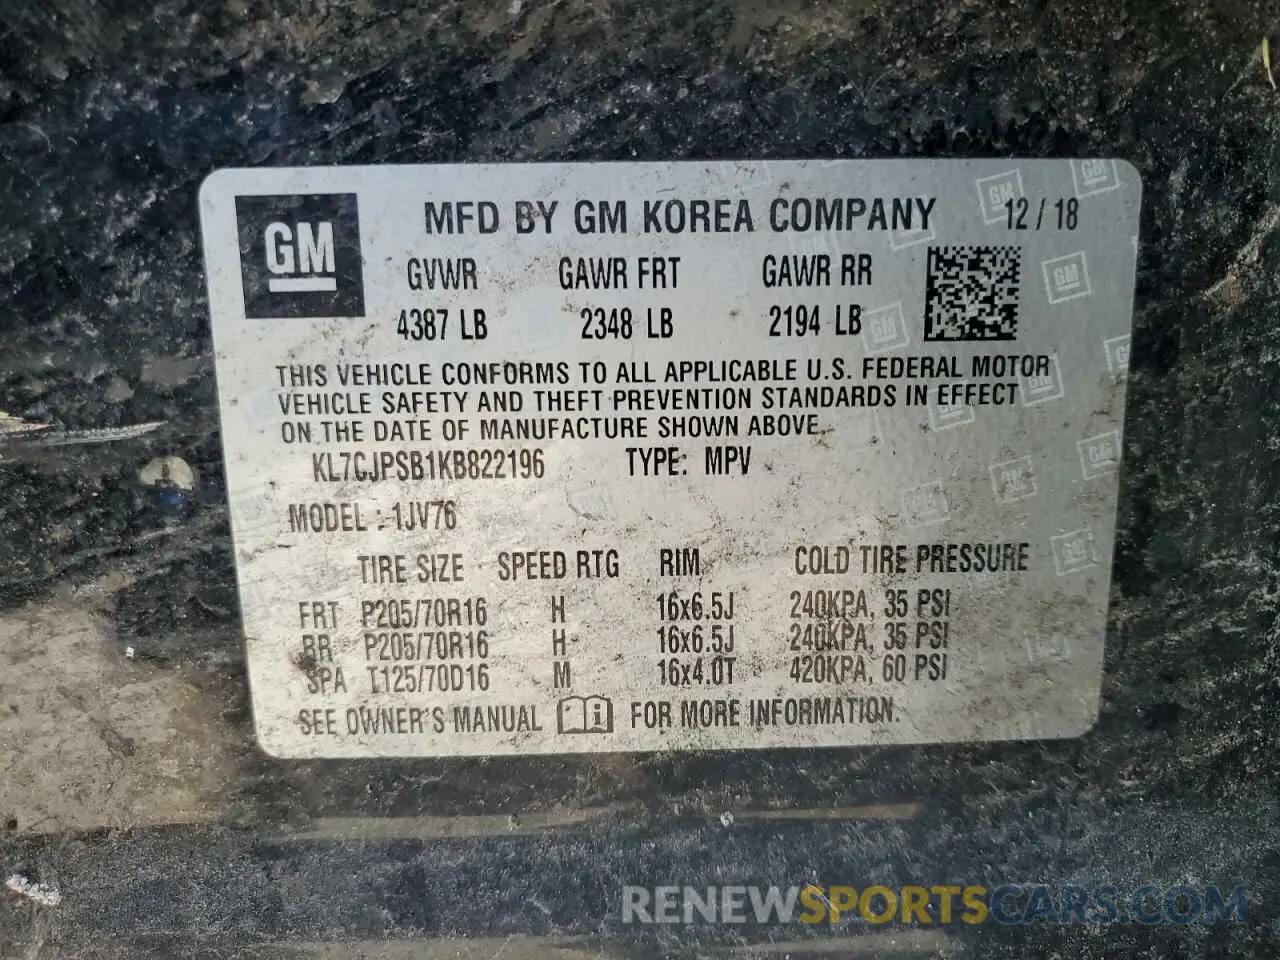 GM MFD BY GM KOREA COMPANY 12/18
GVWR GAWR FRT GAWR RR
4387 LB 2348 LB 2194 LB
THIS VEHICLE CONFORMS TO ALL APPLICABLE U.S. FEDERAL MOTOR
VEHICLE SAFETY AND THEFT PREVENTION STANDARDS IN EFFECT
ON THE DATE OF MANUFACTURE SHOWN ABOVE.
KL7CJPSB1KB822196 TYPE: MPV
MODEL : 1JV76
TIRE SIZE SPEED RTG RIM COLD TIRE PRESSURE
FRT P205/70R16 H 16x6.5J 240KPA, 35 PSI
RR P205/70R16 H 16x6.5J 240KPA, 35 PSI
SPA T125/70D16 M 16x4.0T 420KPA, 60 PSI
SEE OWNER'S MANUAL FOR MORE INFORMATION.
RENEWSPORTSCARS.COM